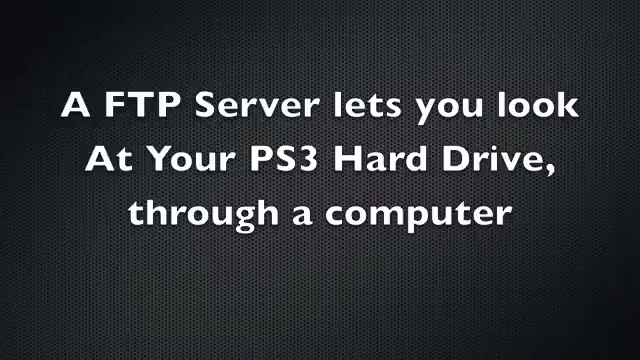 A FTP Server lets you look
At Your PS3 Hard Drive,
through a computer